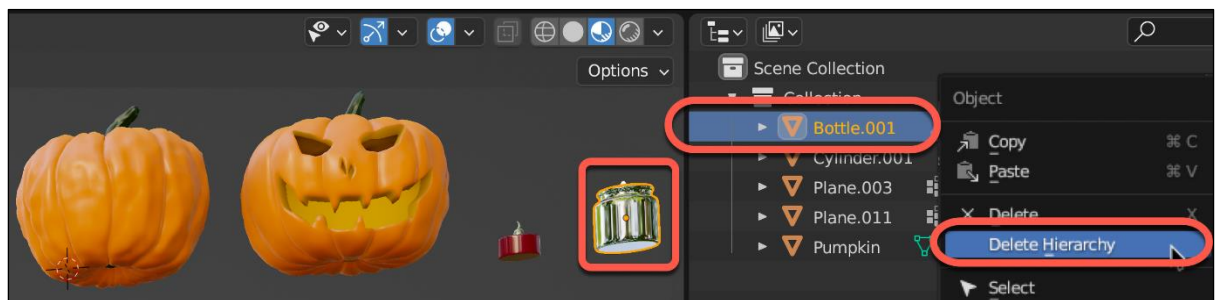 Options
Scene Collection
Collection
Bottle.001
Cylinder.001
Plane.003
Plane.011
Pumpkin
Object
Copy ⌘ C
Paste ⌘ V
Delete X
Delete Hierarchy
Select